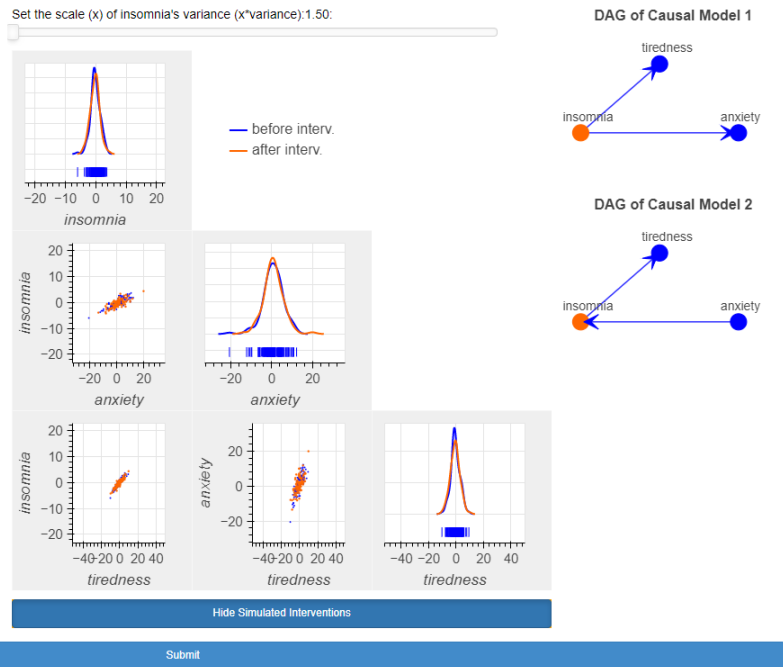 Set the scale (x) of insomnia's variance (x*variance):1.50:
DAG of Causal Model 1
tiredness
insomnia
anxiety
before interv.
after interv.
−20 −10 0 10 20
insomnia
DAG of Causal Model 2
tiredness
insomnia
anxiety
20
10
0
−10
−20
insomnia
−20 0 20
anxiety
−20 0 20
anxiety
20
10
0
−10
−20
insomnia
−40−20 0 20 40
tiredness
20
0
−20
anxiety
−40−20 0 20 40
tiredness
−40 −20 0 20 40
tiredness
Hide Simulated Interventions
Submit